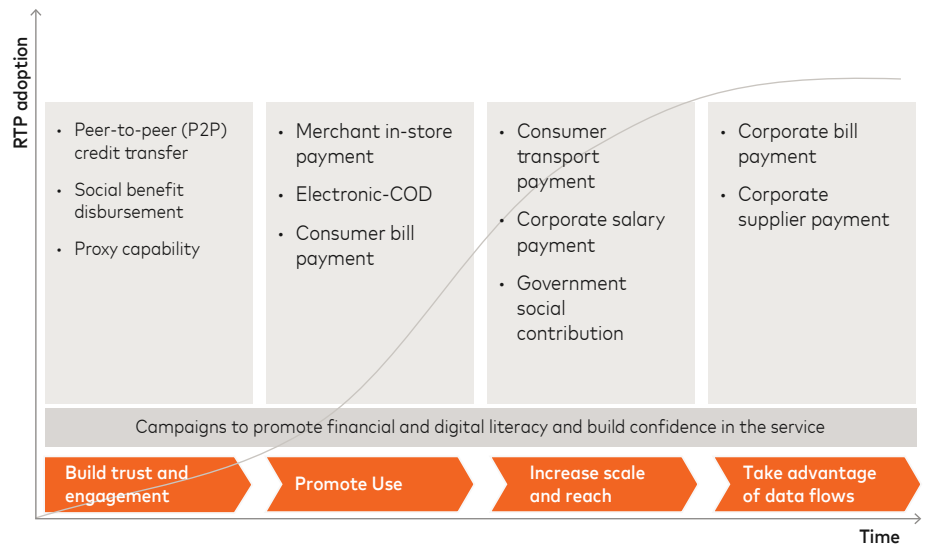 RTP adoption
• Peer-to-peer (P2P)
credit transfer
• Social benefit
disbursement
• Proxy capability
• Merchant in-store
payment
• Electronic-COD
• Consumer bill
payment
• Consumer
transport
payment
• Corporate salary
payment
• Government
social
contribution
• Corporate bill
payment
• Corporate
supplier payment
Campaigns to promote financial and digital literacy and build confidence in the service
Build trust and
engagement
Promote Use
Increase scale
and reach
Take advantage
of data flows
Time